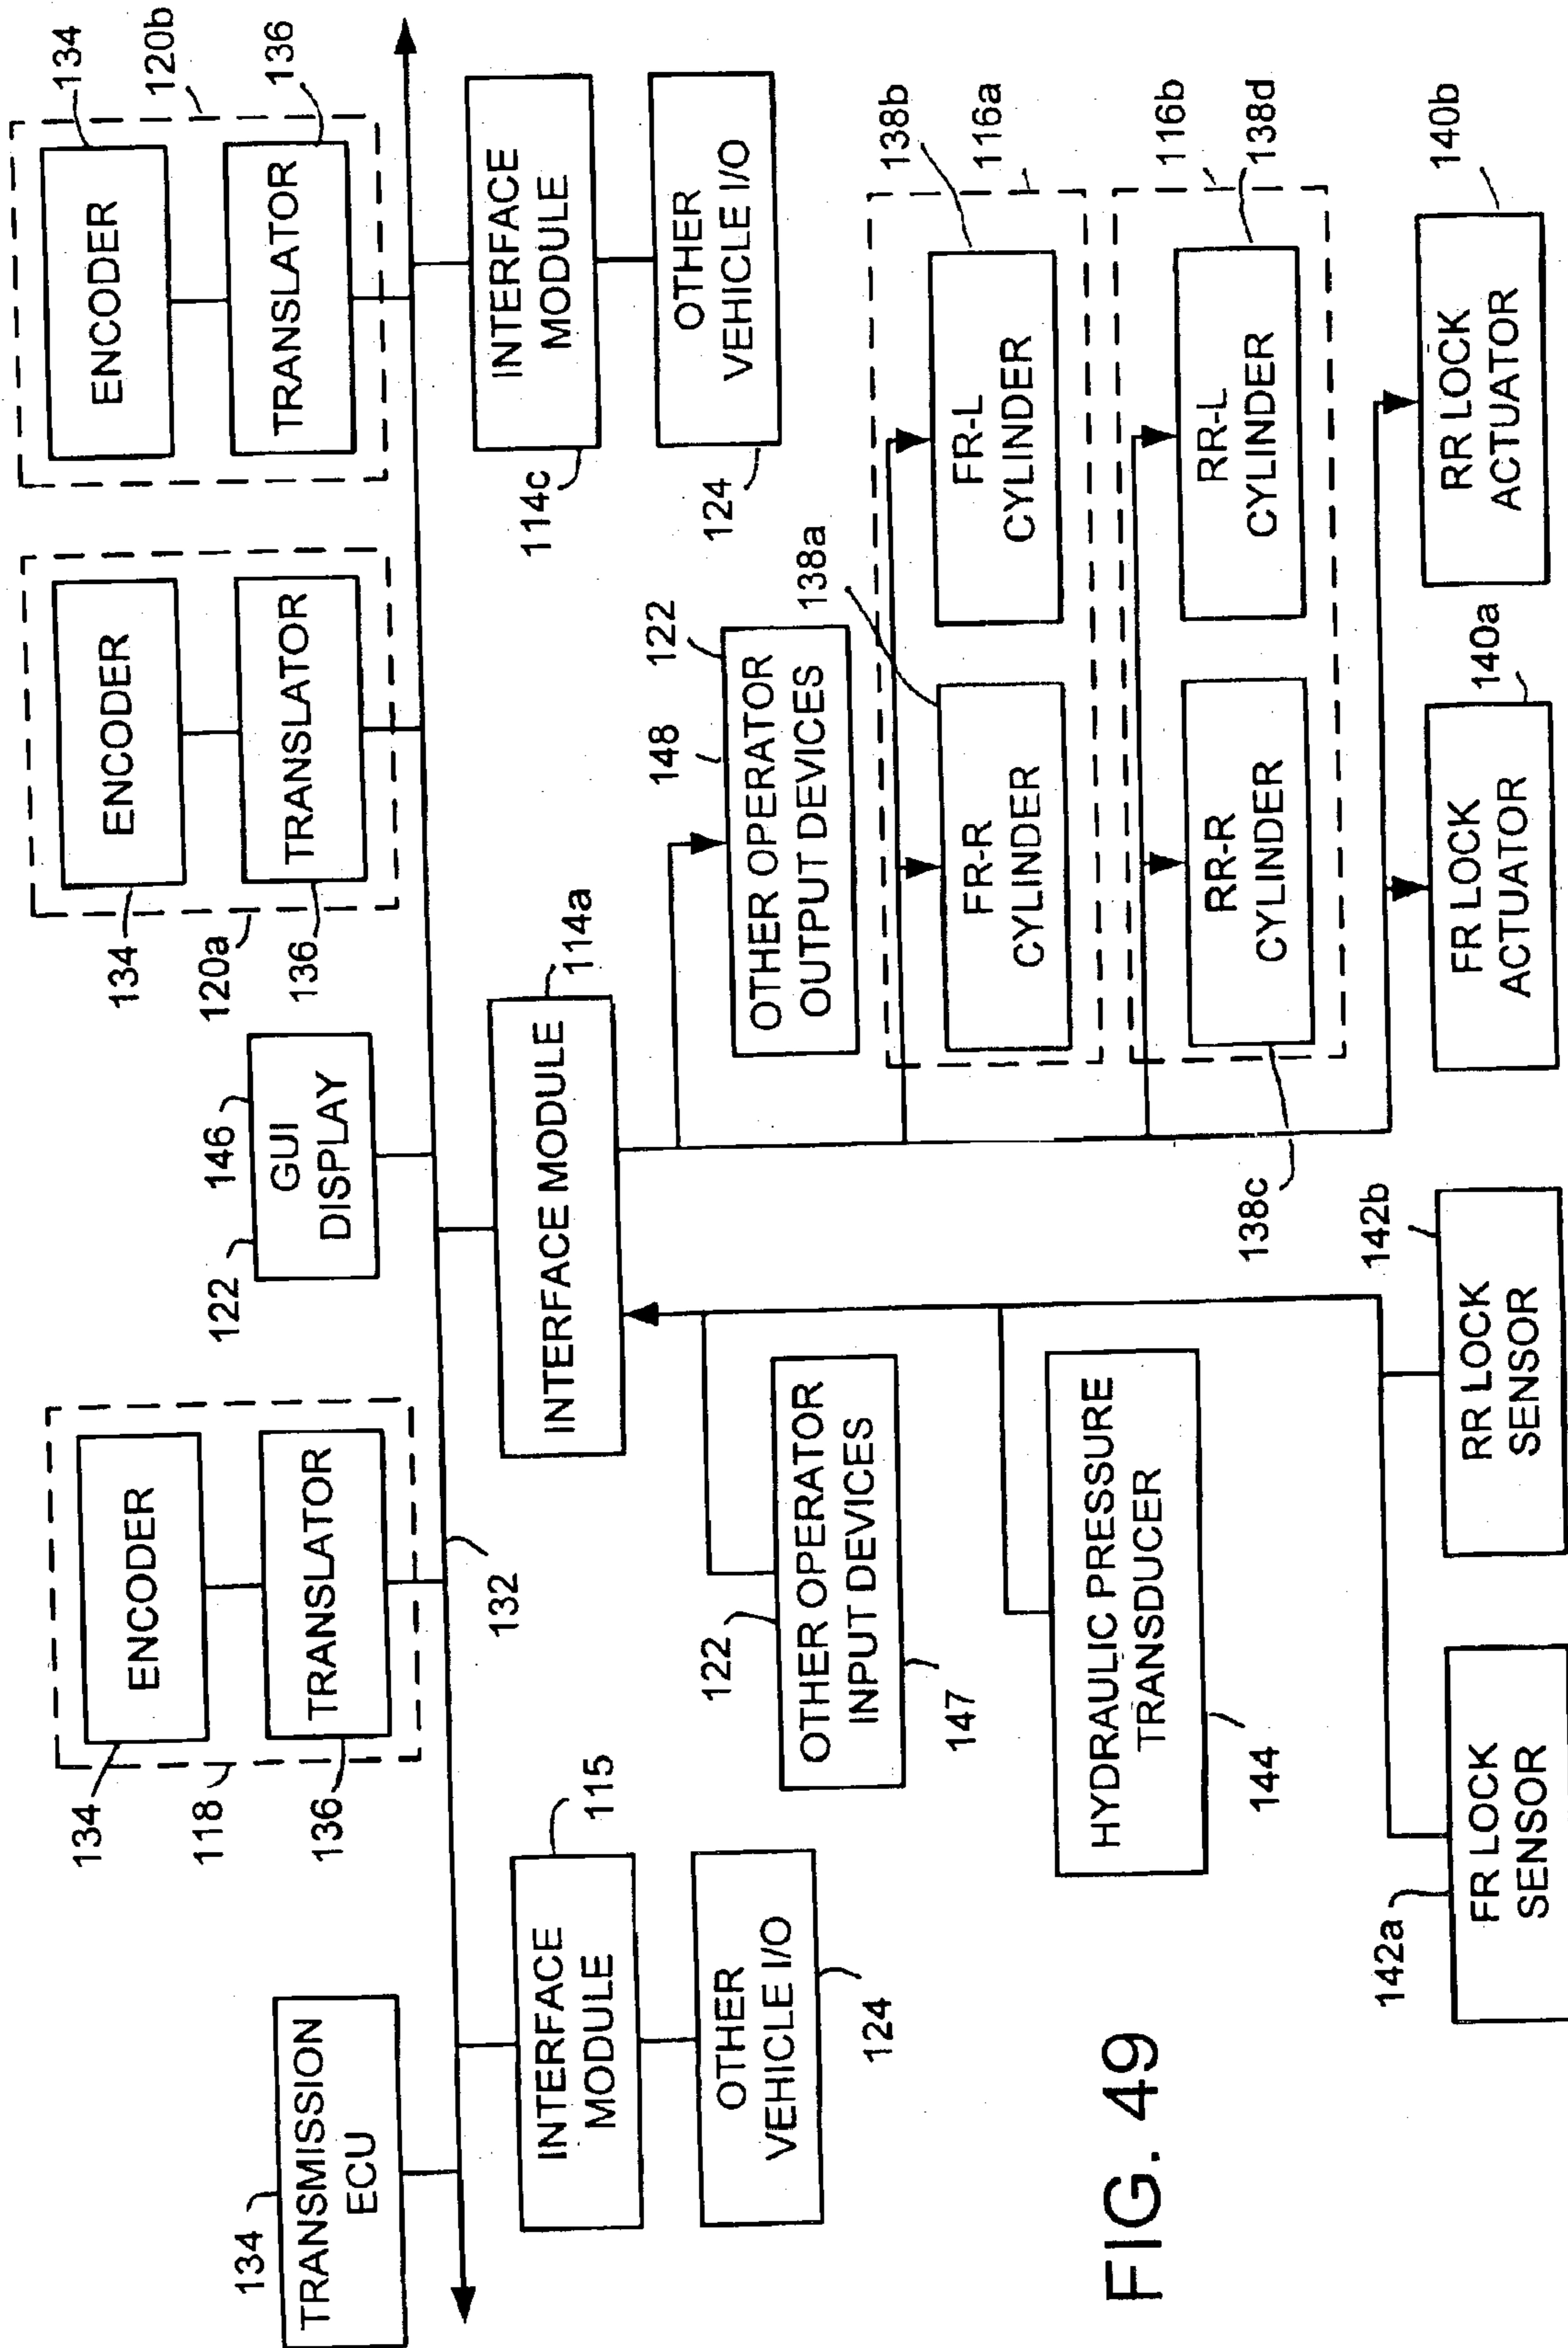 134
TRANSMISSION
ECU
134
118
136
ENCODER
TRANSLATOR
122
146
GUI
DISPLAY
134
120a
136
ENCODER
TRANSLATOR
ENCODER
TRANSLATOR
134
120b
136
132
INTERFACE
MODULE
115
OTHER
VEHICLE I/O
124
INTERFACE MODULE
114a
INTERFACE
MODULE
114c
OTHER
VEHICLE I/O
124
122
OTHER OPERATOR
INPUT DEVICES
147
148
122
OTHER OPERATOR
OUTPUT DEVICES
HYDRAULIC PRESSURE
TRANSDUCER
144
138a
FR-R
CYLINDER
FR-L
CYLINDER
138b
116a
RR-R
CYLINDER
RR-L
CYLINDER
116b
138d
138c
142a
FR LOCK
SENSOR
142b
RR LOCK
SENSOR
FR LOCK
ACTUATOR
140a
RR LOCK
ACTUATOR
140b
FIG. 49